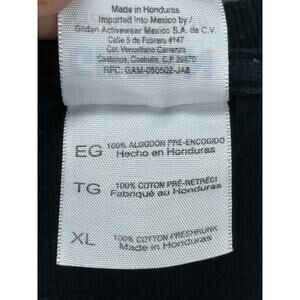 Made in Honduras
Imported into Mexico by /
Gildan Activewear Mexico S.A. de C.V.
Calle 5 de Febrero #147
Col. Venustiano Carranza
Castanos, Coahuila, C.P. 25870
RFC: GAM-050502-JA8
EG 100% ALGODON PRE-ENCOGIDO
Hecho en Honduras
TG 100% COTON PRÉ-RETRÉCI
Fabriqué au Honduras
XL 100% COTTON PRESHRUNK
Made in Honduras